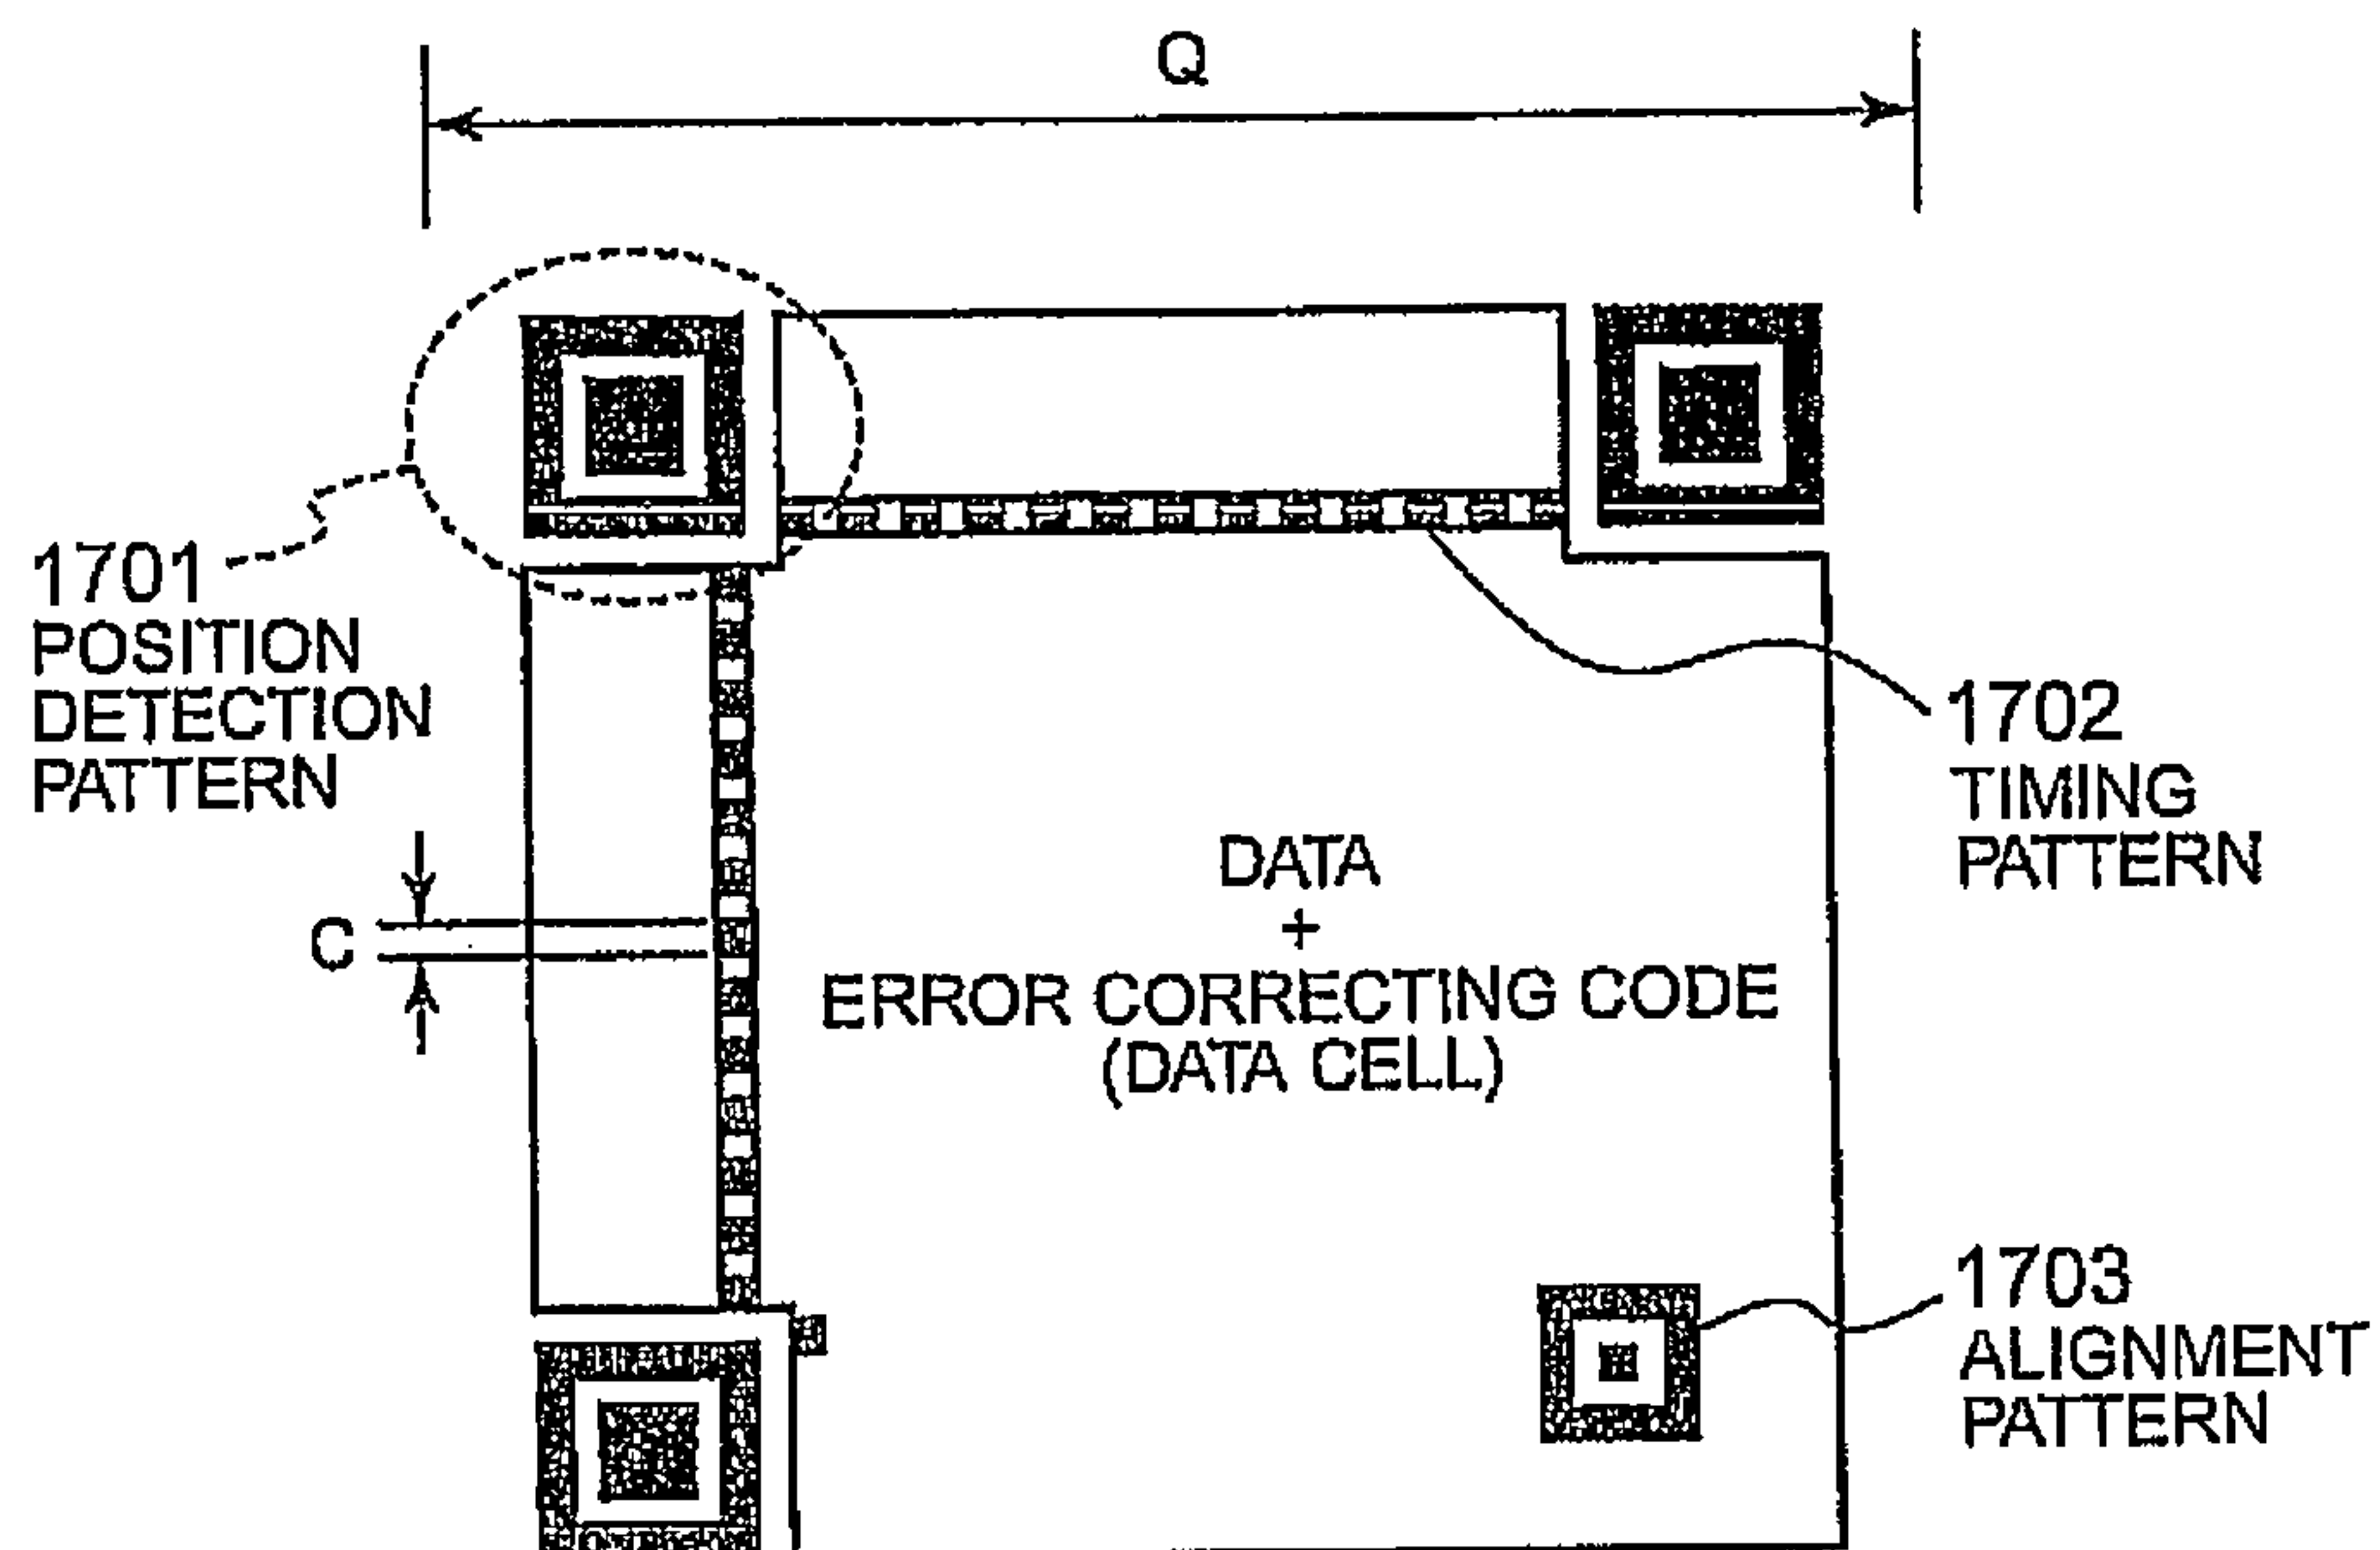 Q
1701
POSITION
DETECTION
PATTERN
1702
TIMING
PATTERN
C
DATA
+
ERROR CORRECTING CODE
(DATA CELL)
1703
ALIGNMENT
PATTERN